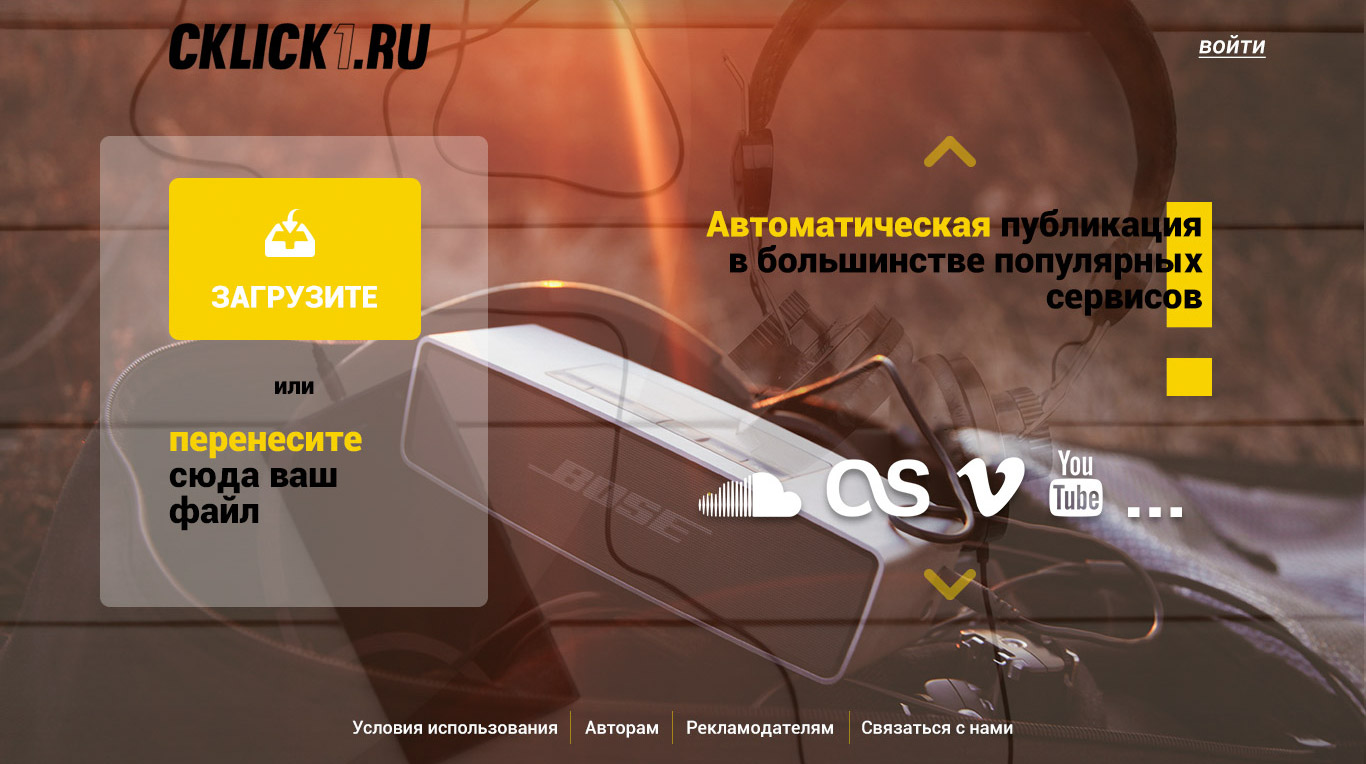 CKLICK1.RU
ВОЙТИ
ЗАГРУЗИТЕ
или
перенесите
сюда ваш
файл
Автоматическая публикация
в большинстве популярных
сервисов
BOSE
as
v
You
Tube
...
Условия использования
Авторам
Рекламодателям
Связаться с нами